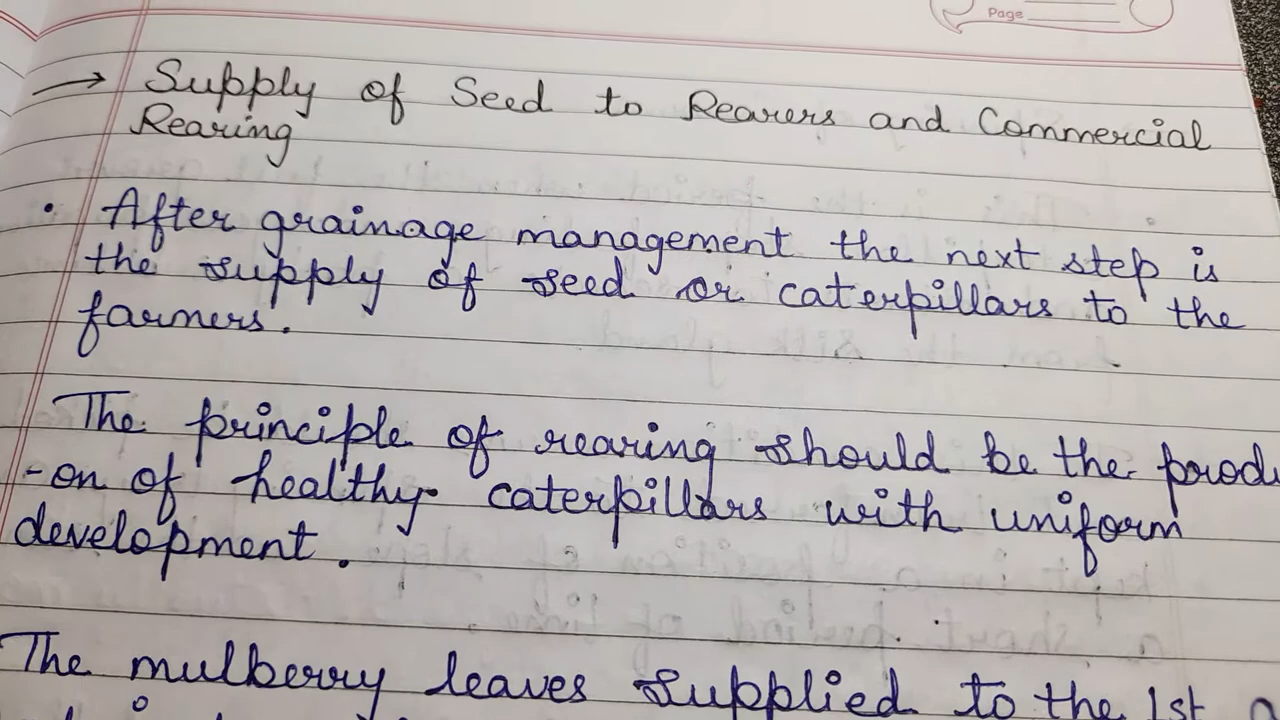 Page
→ Supply of Seed to Rearers and Commercial
Rearing
• After grainage management the next step is
the supply of seed or caterpillars to the
farmers.
The principle of rearing should be the produ
-on of healthy caterpillars with uniform
development.
The mulberry leaves supplied to the 1st